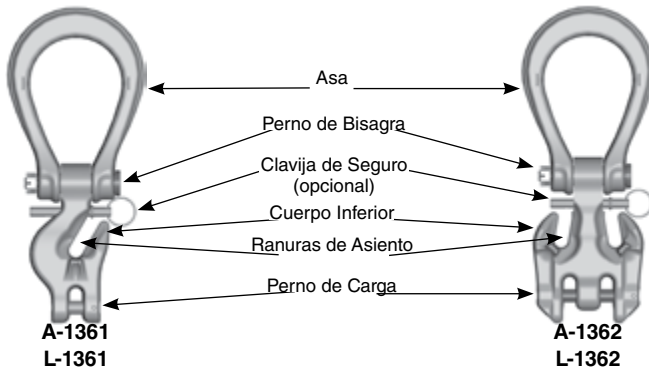 Asa
Perno de Bisagra
Clavija de Seguro
(opcional)
Cuerpo Inferior
Ranuras de Asiento
Perno de Carga
A-1361
L-1361
A-1362
L-1362